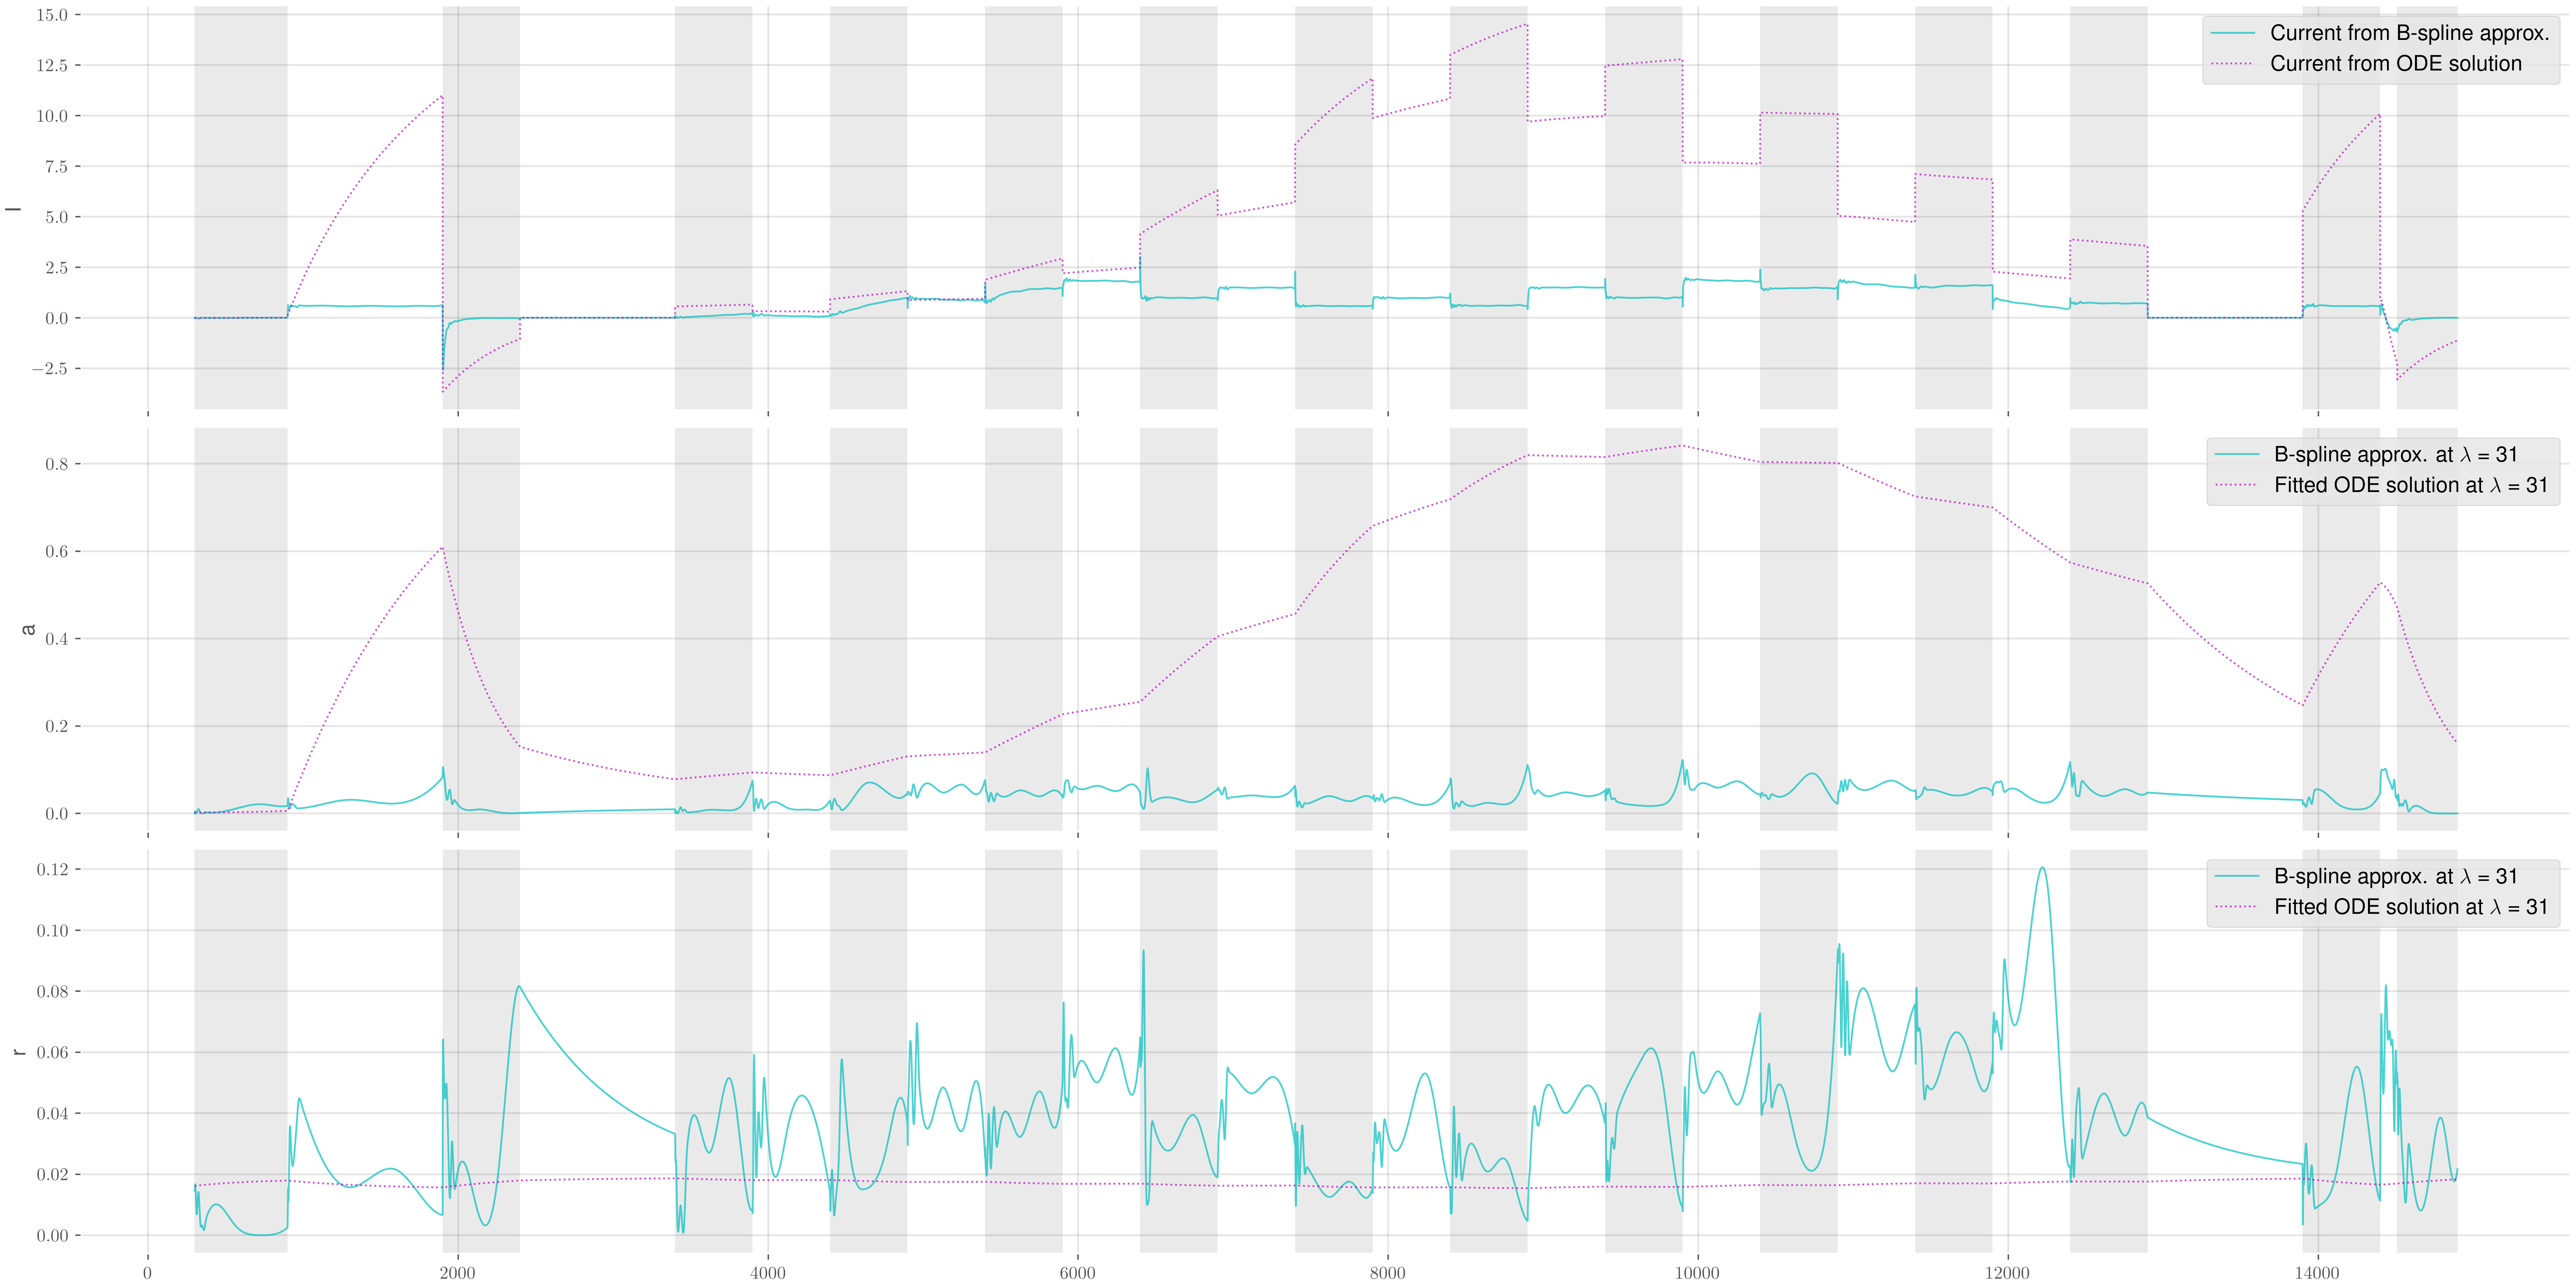 15.0
12.5
10.0
7.5
5.0
2.5
0.0
−2.5
I
Current from B-spline approx.
Current from ODE solution
0.8
0.6
0.4
0.2
0.0
a
B-spline approx. at λ = 31
Fitted ODE solution at λ = 31
0.12
0.10
0.08
0.06
0.04
0.02
0.00
r
B-spline approx. at λ = 31
Fitted ODE solution at λ = 31
0 2000 4000 6000 8000 10000 12000 14000